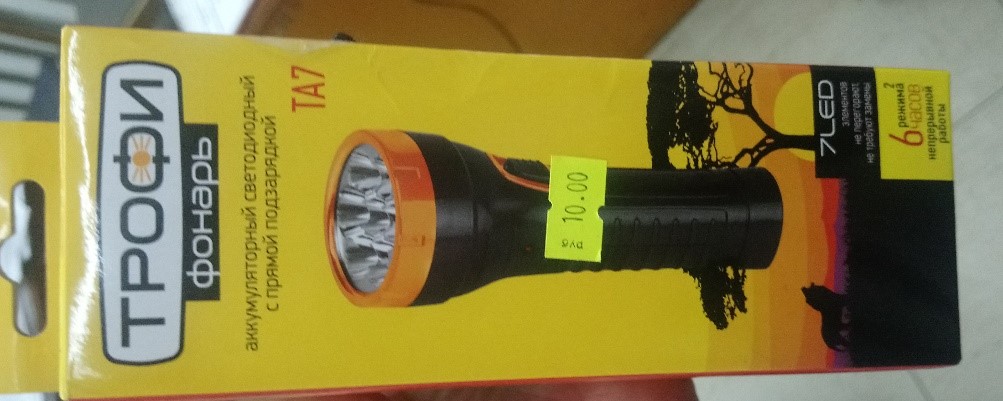 ТРОФИ
фонарь
аккумуляторный светодиодный
с прямой подзарядкой
TA7
10.00
РУБ
7LED
элементов
не перегорают
не требуют замены
2
режима
6 часов
непрерывной
работы